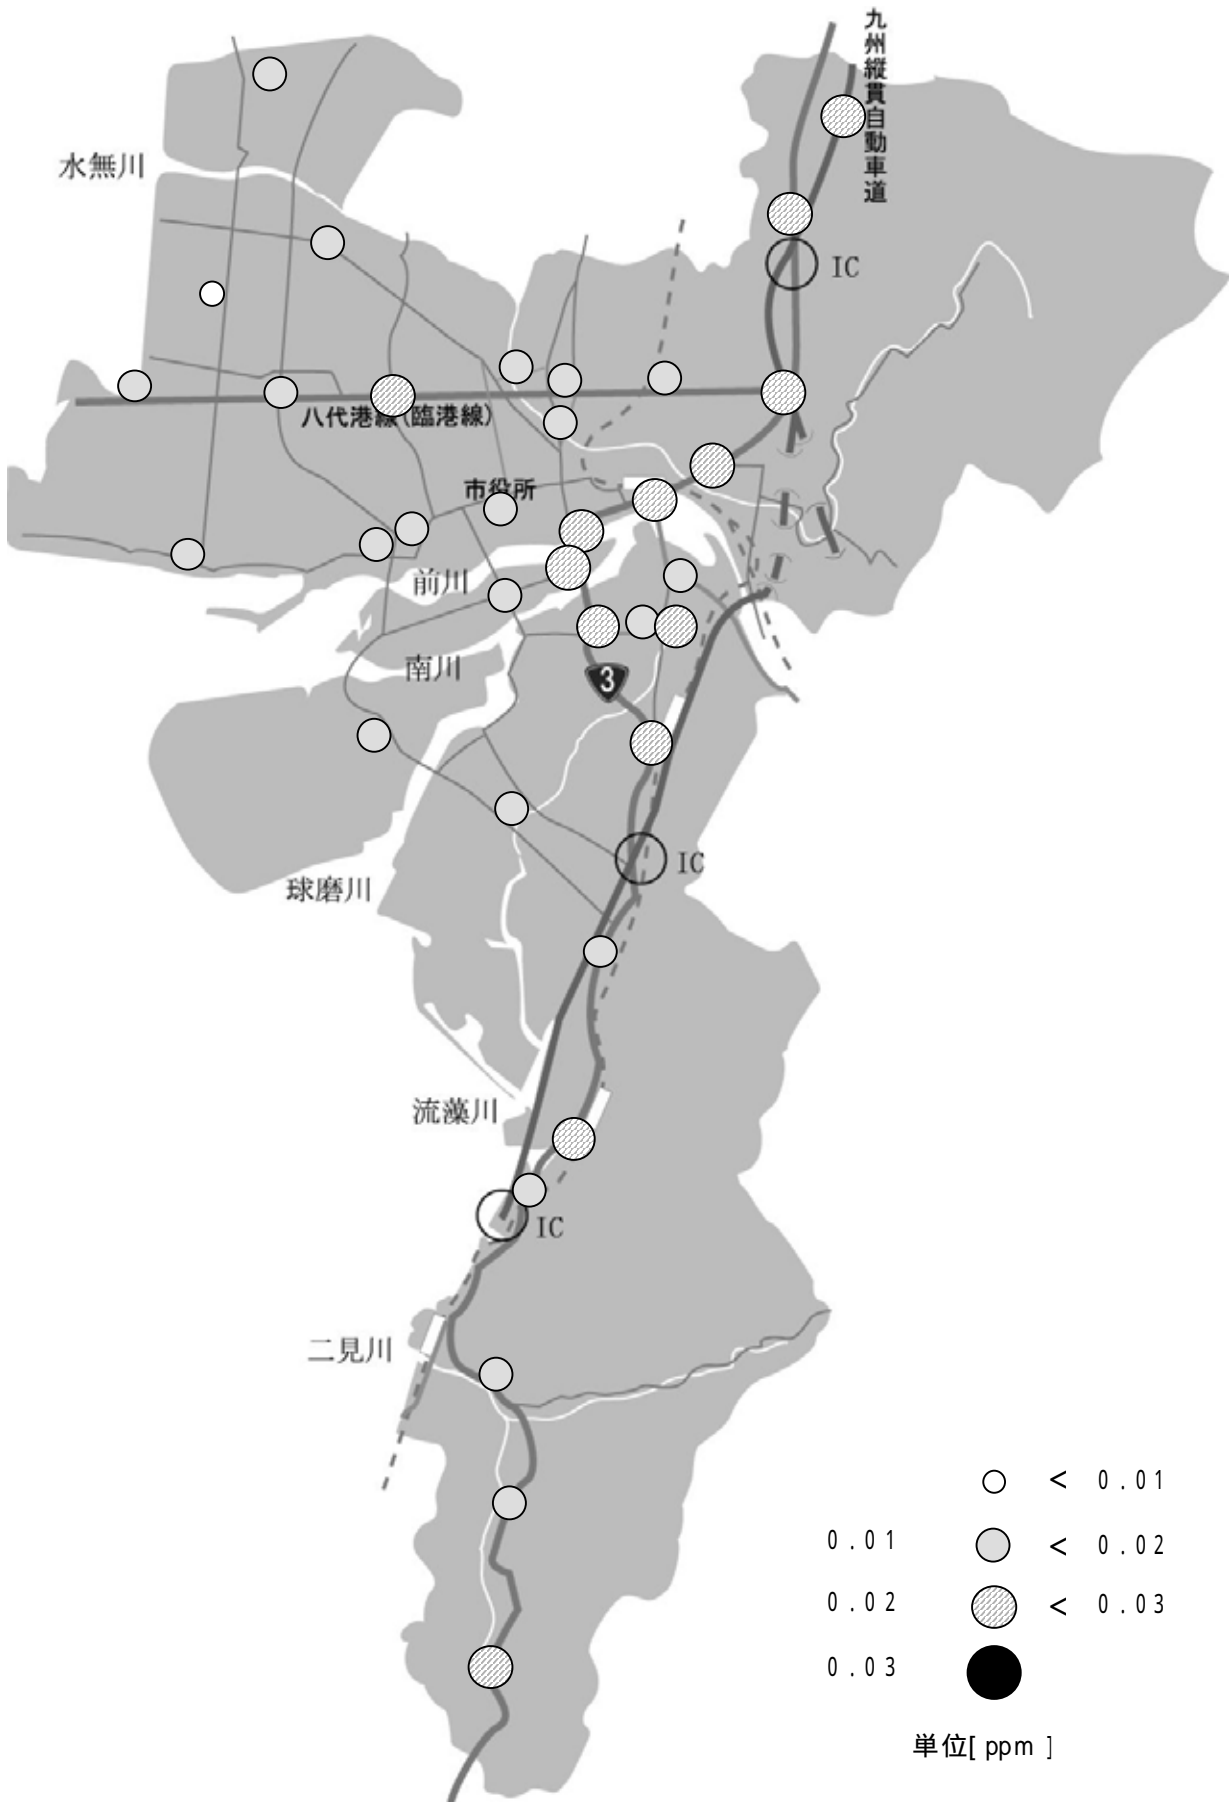 九州縦貫自動車道
水無川
IC
八代港線(臨港線)
市役所
前川
南川
3
IC
球磨川
流藻川
IC
二見川
< 0.01
0.01 < 0.02
0.02 < 0.03
0.03
単位[ppm]